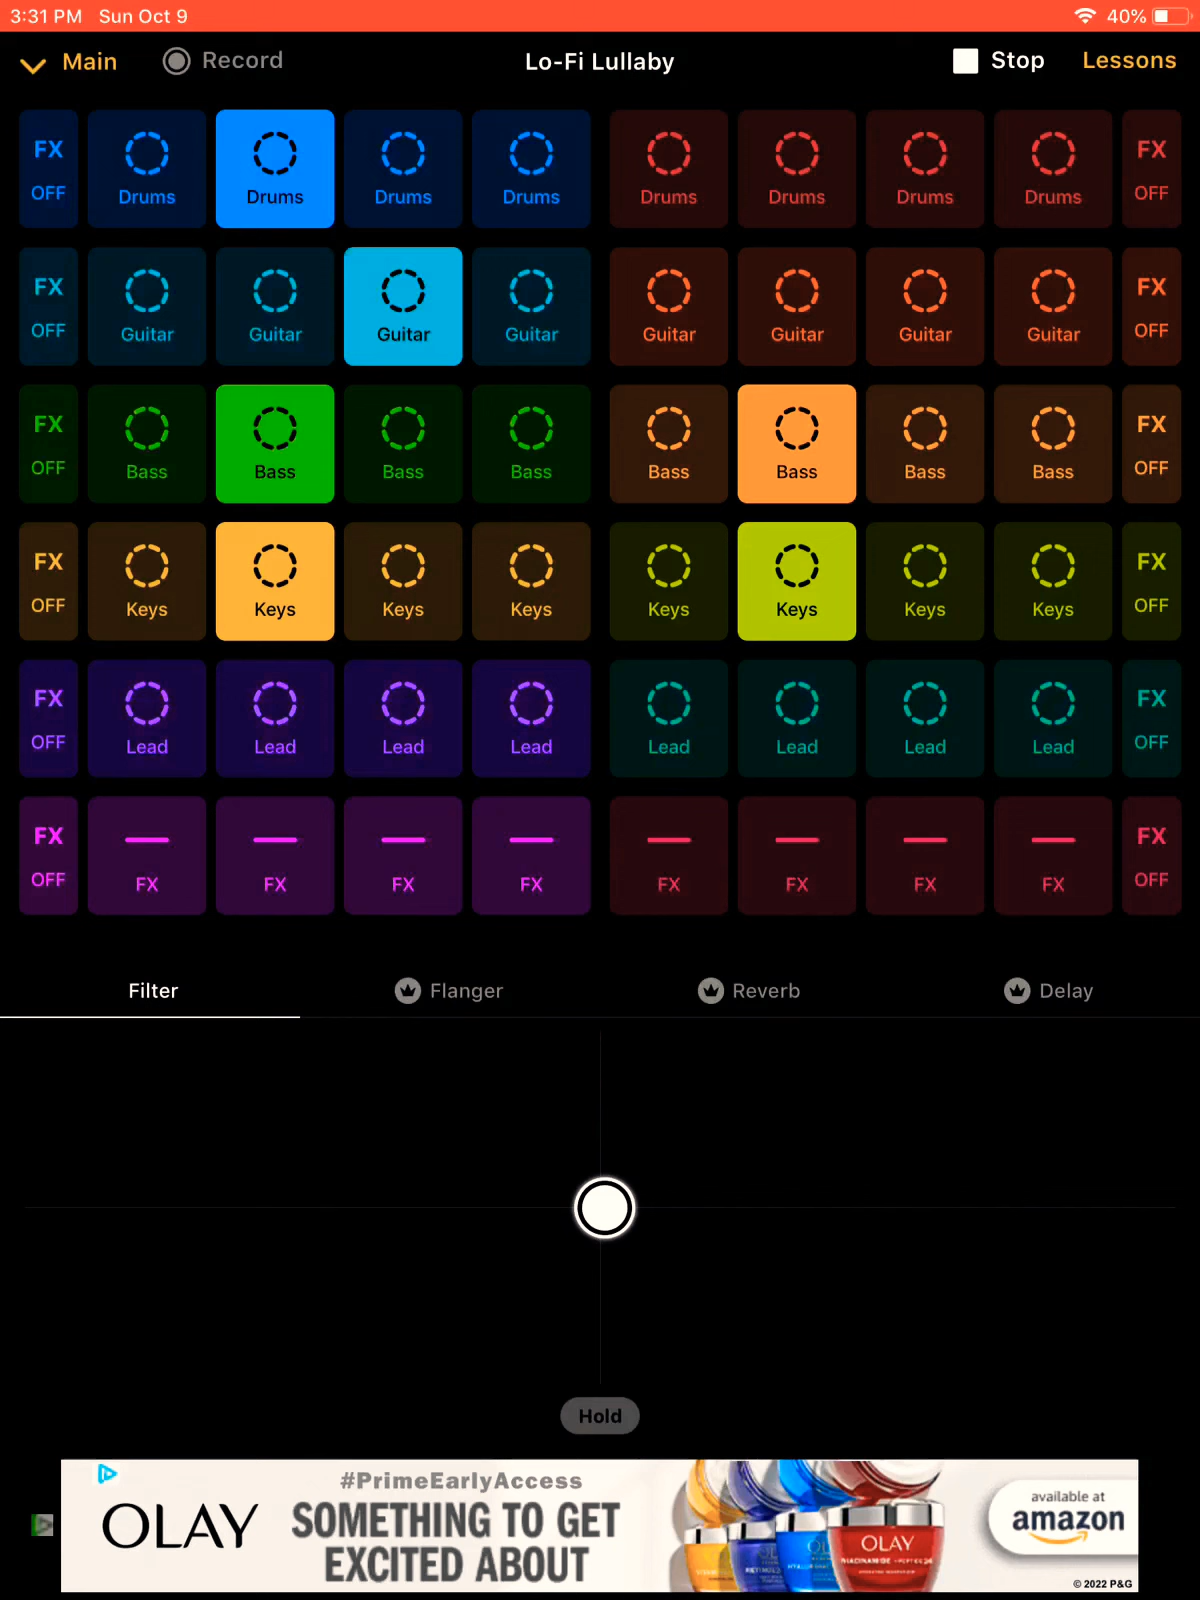 3:31 PM Sun Oct 9 40%
Main Record Lo-Fi Lullaby Stop Lessons
FX Drums Drums Drums Drums Drums Drums Drums Drums FX
OFF OFF
FX Guitar Guitar Guitar Guitar Guitar Guitar Guitar Guitar FX
OFF OFF
FX Bass Bass Bass Bass Bass Bass Bass Bass FX
OFF OFF
FX Keys Keys Keys Keys Keys Keys Keys Keys FX
OFF OFF
FX Lead Lead Lead Lead Lead Lead Lead Lead FX
OFF OFF
FX FX FX FX FX FX FX FX FX FX
OFF OFF
Filter Flanger Reverb Delay
Hold
#PrimeEarlyAccess
OLAY SOMETHING TO GET
EXCITED ABOUT
OLAY
available at
amazon
© 2022 P&G